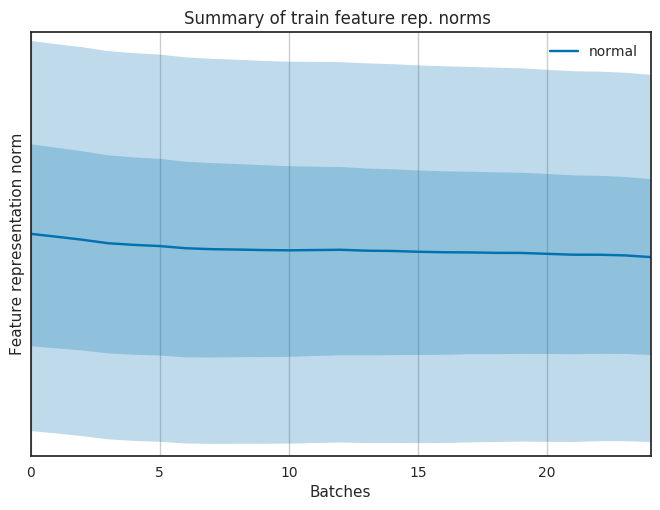 Summary of train feature rep. norms
normal
Feature representation norm
0 5 10 15 20
Batches